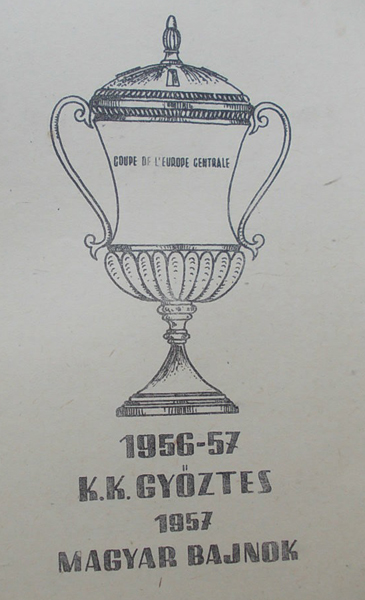 COUPE DE L'EUROPE CENTRALE
1956-57
K.K. GYŐZTES
1957
MAGYAR BAJNOK